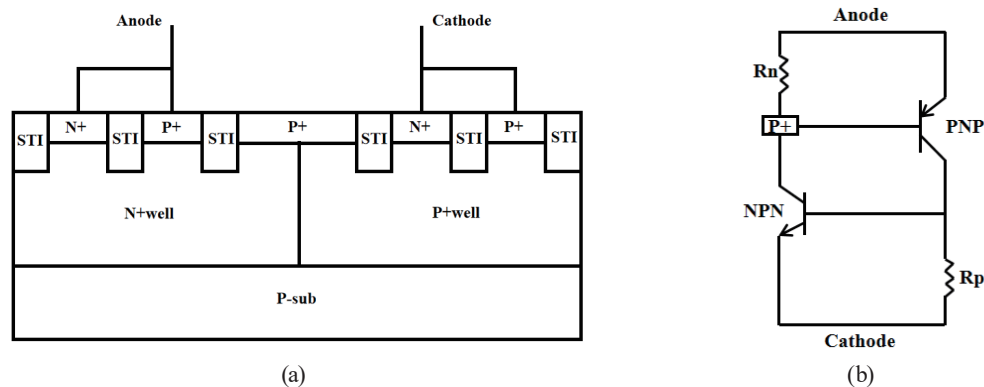 Anode
Cathode
STI
N+
STI
P+
STI
P+
STI
N+
STI
P+
STI
N+well
P+well
P-sub
(a)
Anode
Rn
P+
PNP
NPN
Rp
Cathode
(b)